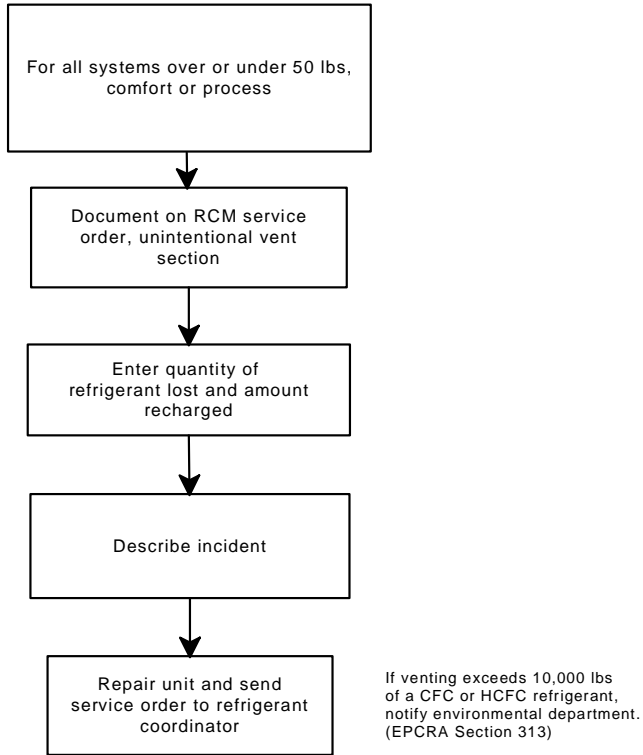 For all systems over or under 50 lbs,
comfort or process
Document on RCM service
order, unintentional vent
section
Enter quantity of
refrigerant lost and amount
recharged
Describe incident
Repair unit and send
service order to refrigerant
coordinator
If venting exceeds 10,000 lbs
of a CFC or HCFC refrigerant,
notify environmental department.
(EPCRA Section 313)